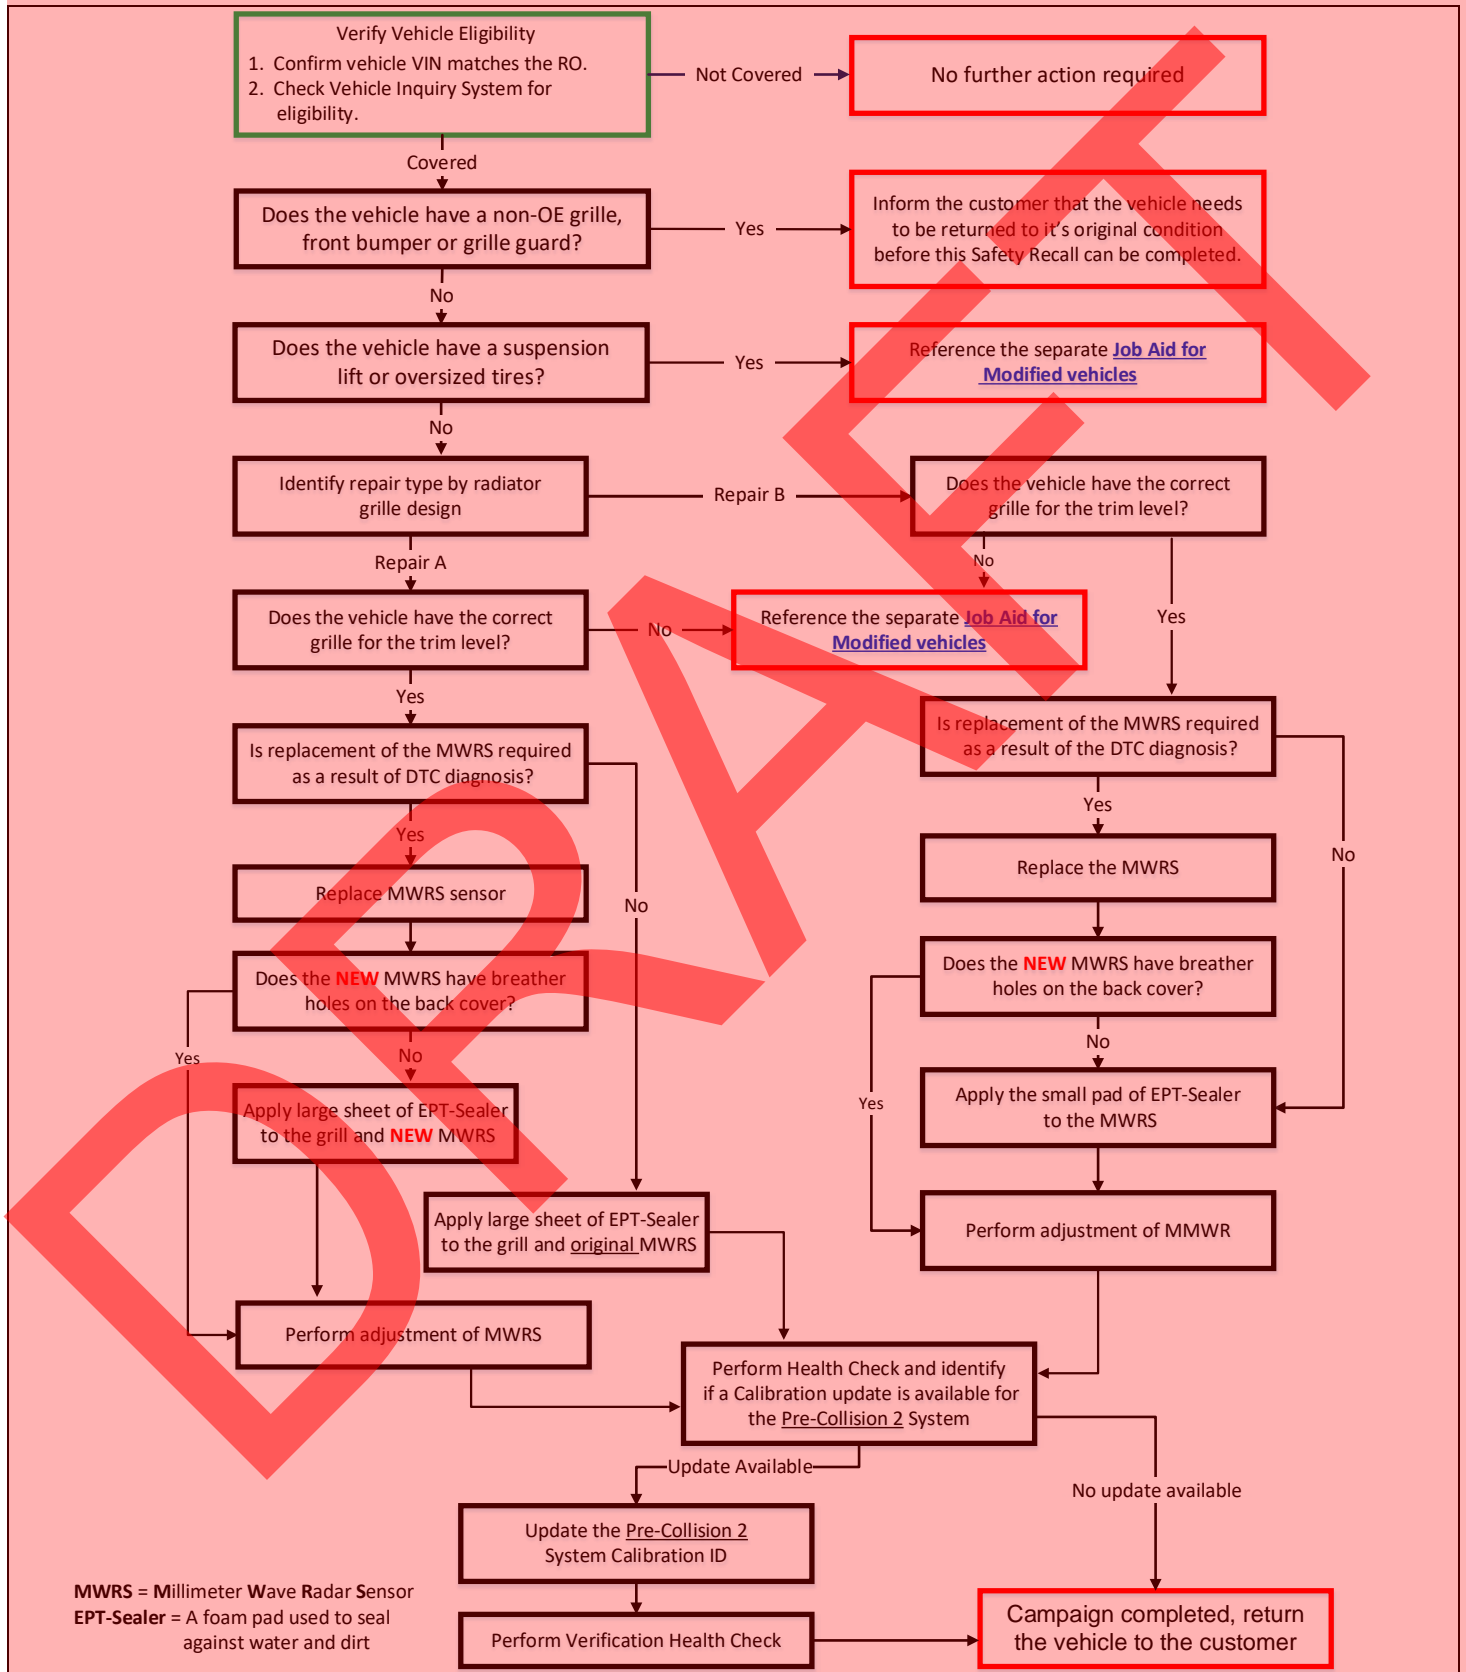 Verify Vehicle Eligibility
1. Confirm vehicle VIN matches the RO.
2. Check Vehicle Inquiry System for
eligibility.
Not Covered
No further action required
Covered
Does the vehicle have a non-OE grille,
front bumper or grille guard?
Yes
Inform the customer that the vehicle needs
to be returned to it's original condition
before this Safety Recall can be completed.
No
Does the vehicle have a suspension
lift or oversized tires?
Yes
Reference the separate Job Aid for
Modified vehicles
No
Identify repair type by radiator
grille design
Repair B
Does the vehicle have the correct
grille for the trim level?
Repair A
No
Yes
Does the vehicle have the correct
grille for the trim level?
No
Reference the separate Job Aid for
Modified vehicles
Yes
Is replacement of the MWRS required
as a result of DTC diagnosis?
Is replacement of the MWRS required
as a result of the DTC diagnosis?
Yes
No
Yes
No
Replace MWRS sensor
Replace the MWRS
Does the NEW MWRS have breather
holes on the back cover?
Does the NEW MWRS have breather
holes on the back cover?
Yes
No
Yes
No
Apply large sheet of EPT-Sealer
to the grill and NEW MWRS
Apply the small pad of EPT-Sealer
to the MWRS
Apply large sheet of EPT-Sealer
to the grill and original MWRS
Perform adjustment of MMWR
Perform adjustment of MWRS
Perform Health Check and identify
if a Calibration update is available for
the Pre-Collision 2 System
Update Available
No update available
Update the Pre-Collision 2
System Calibration ID
Perform Verification Health Check
Campaign completed, return
the vehicle to the customer
MWRS = Millimeter Wave Radar Sensor
EPT-Sealer = A foam pad used to seal
against water and dirt
DRAFT